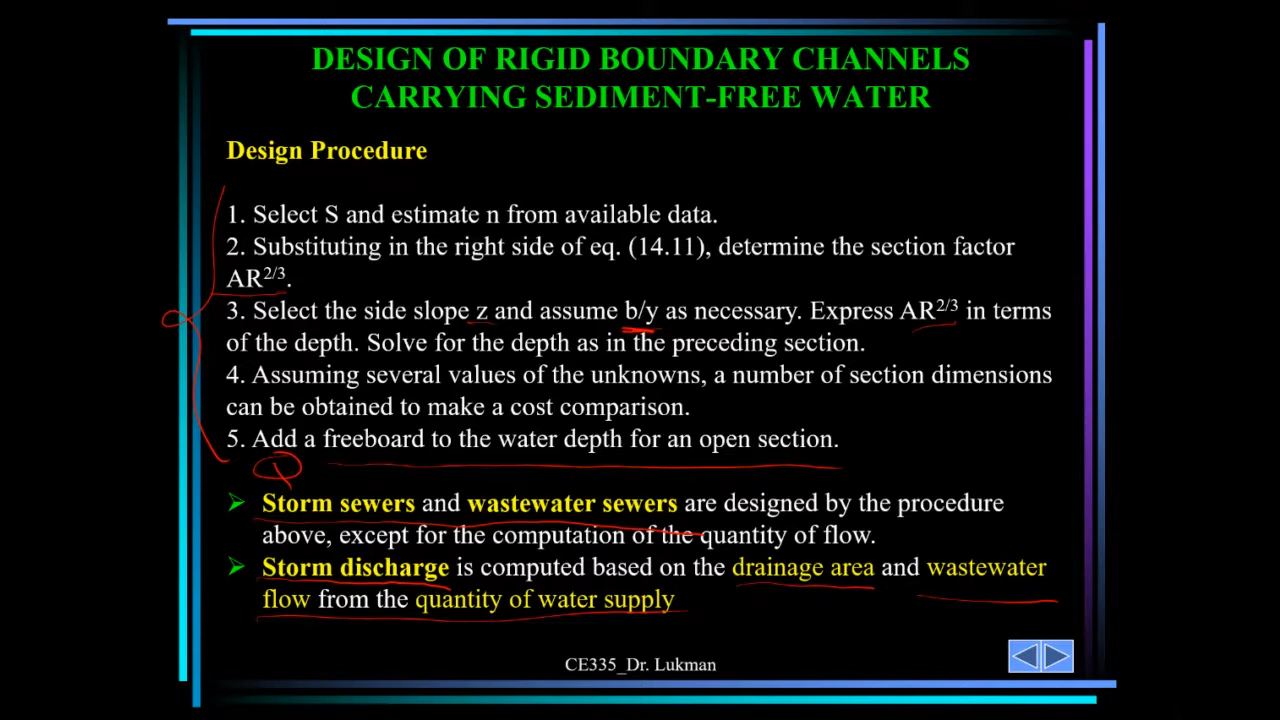 DESIGN OF RIGID BOUNDARY CHANNELS
CARRYING SEDIMENT-FREE WATER
Design Procedure
1. Select S and estimate n from available data.
2. Substituting in the right side of eq. (14.11), determine the section factor
AR^2/3.
3. Select the side slope z and assume b/y as necessary. Express AR^2/3 in terms
of the depth. Solve for the depth as in the preceding section.
4. Assuming several values of the unknowns, a number of section dimensions
can be obtained to make a cost comparison.
5. Add a freeboard to the water depth for an open section.
Q
➢ Storm sewers and wastewater sewers are designed by the procedure
above, except for the computation of the quantity of flow.
➢ Storm discharge is computed based on the drainage area and wastewater
flow from the quantity of water supply
CE335_Dr. Lukman